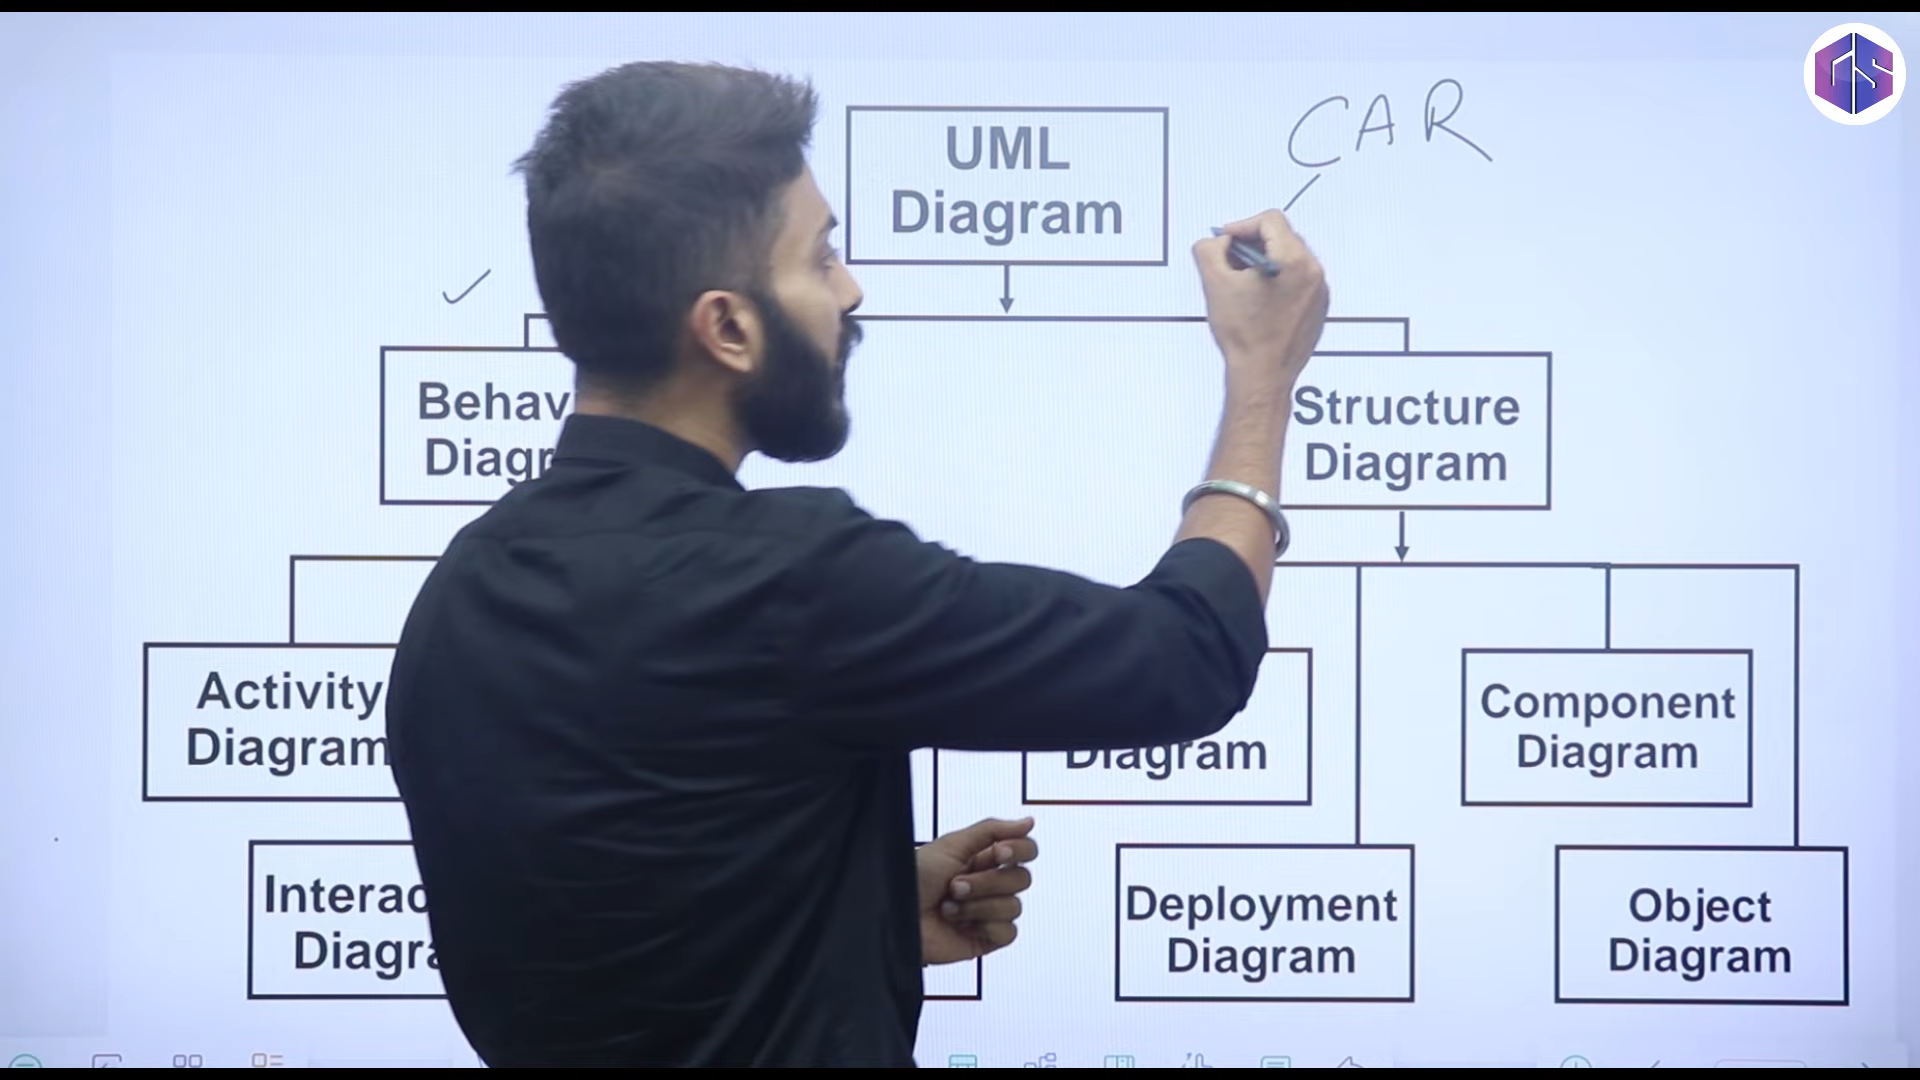 CAR
UML
Diagram
Structure
Diagram
Activity
Diagram
Diagram
Component
Diagram
Deployment
Diagram
Object
Diagram